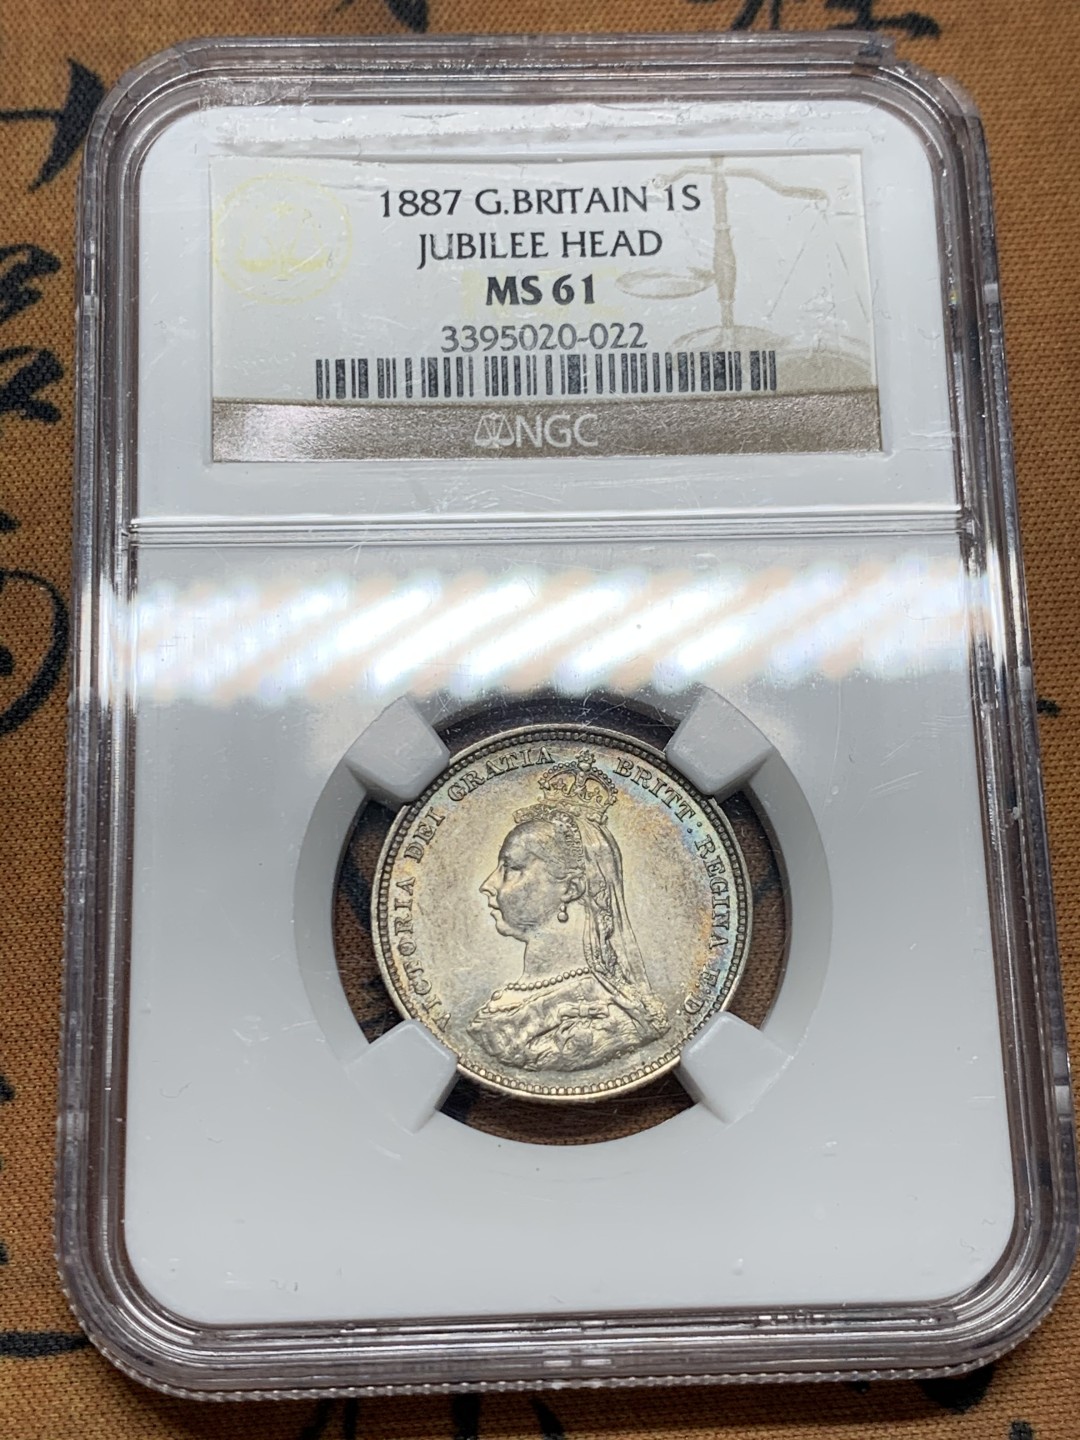 1887 G.BRITAIN 1S
JUBILEE HEAD
MS 61
3395020-022
NGC
VICTORIA DEI GRATIA BRITT: REGINA F:D